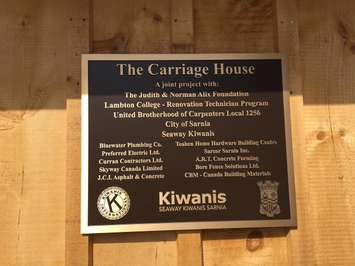 The Carriage House
A joint project with:
The Judith & Norman Alix Foundation
Lambton College - Renovation Technician Program
United Brotherhood of Carpenters Local 1256
City of Sarnia
Seaway Kiwanis
Bluewater Plumbing Co.
Preferred Electric Ltd.
Curran Contractors Ltd.
Skyway Canada Limited
J.C.I. Asphalt & Concrete
Home Hardware Building Centre
Sarnor Sarnia Inc.
A.R.T. Concrete Forming
Born Fence Solutions Ltd.
CBM - Canada Building Materials
K
Kiwanis
SEAWAY KIWANIS SARNIA